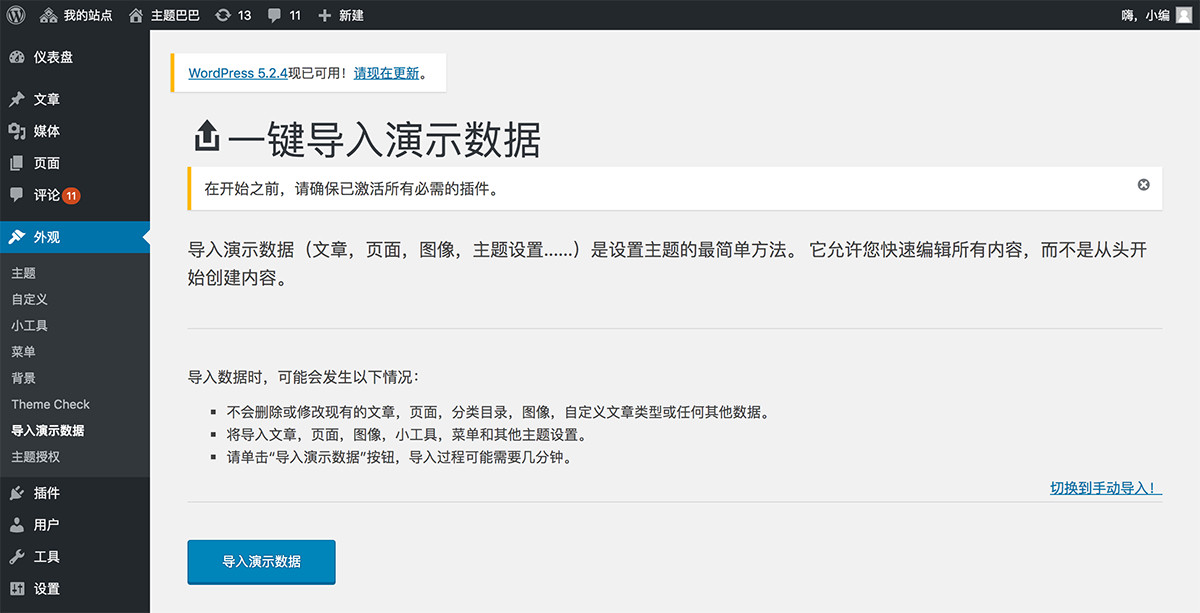 我的站点 主题巴巴 13 11 新建 嗨，小编
仪表盘
文章
媒体
页面
评论 11
外观
主题
自定义
小工具
菜单
背景
Theme Check
导入演示数据
主题授权
插件
用户
工具
设置
WordPress 5.2.4现已可用！请现在更新。
一键导入演示数据
在开始之前，请确保已激活所有必需的插件。
导入演示数据（文章，页面，图像，主题设置......）是设置主题的最简单方法。 它允许您快速编辑所有内容，而不是从头开
始创建内容。
导入数据时，可能会发生以下情况：
不会删除或修改现有的文章，页面，分类目录，图像，自定义文章类型或任何其他数据。
将导入文章，页面，图像，小工具，菜单和其他主题设置。
请单击“导入演示数据”按钮，导入过程可能需要几分钟。
切换到手动导入！
导入演示数据